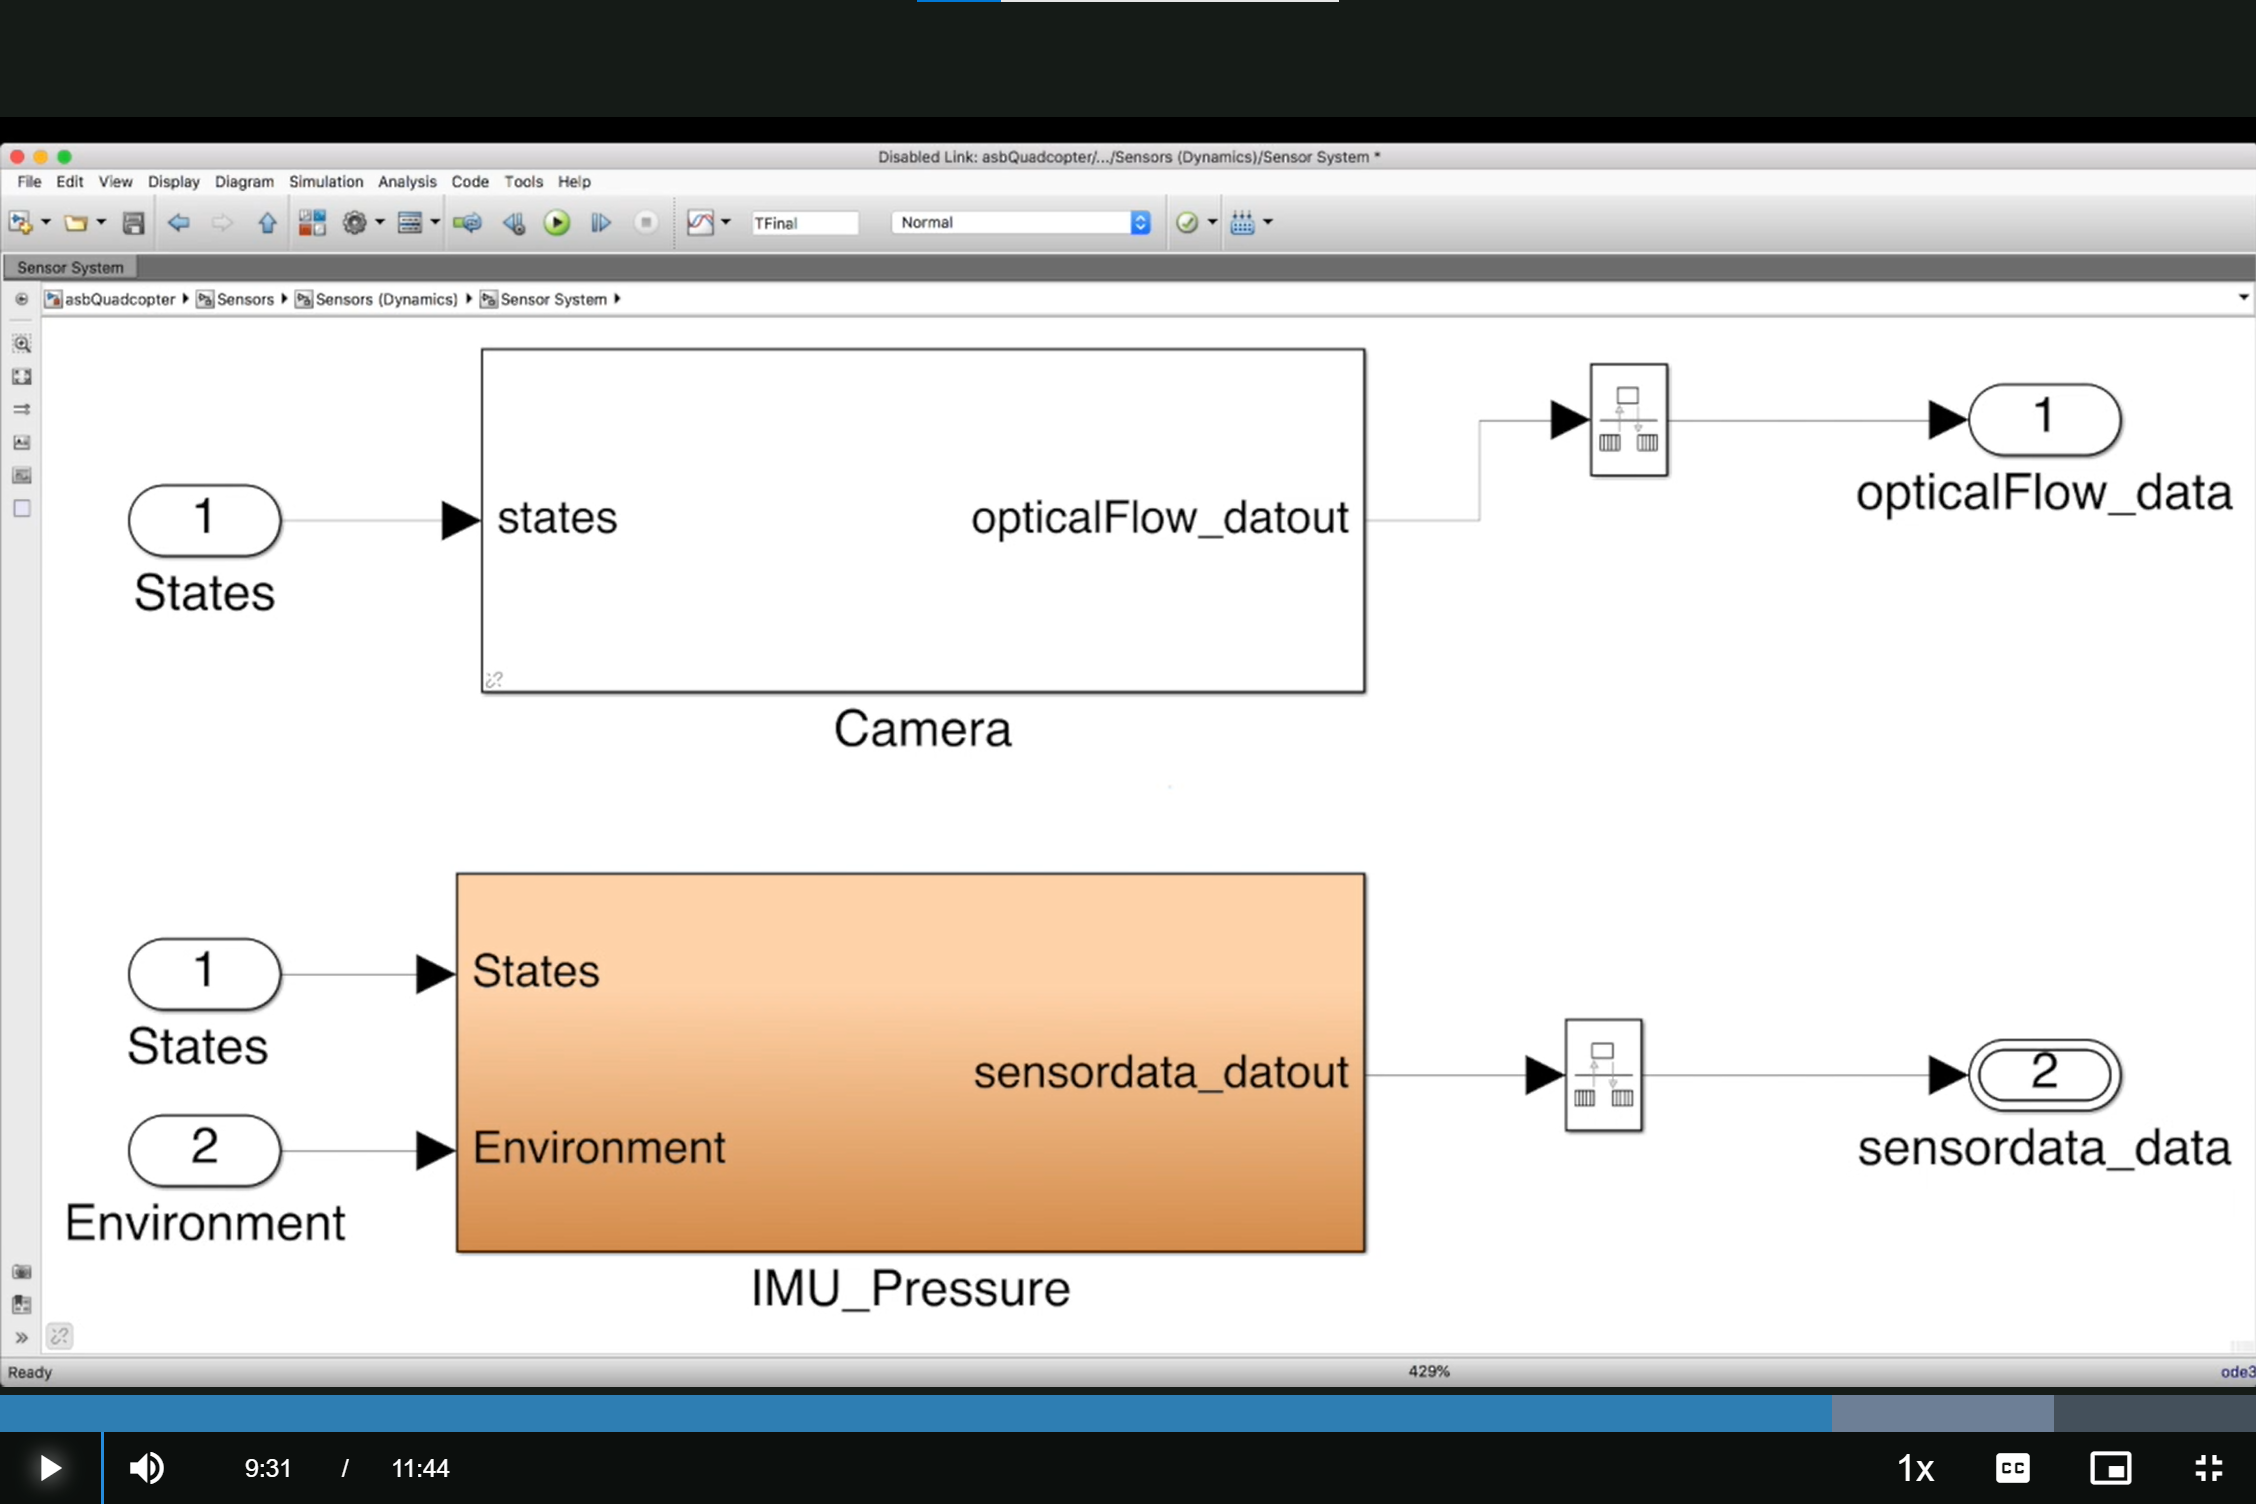 Disabled Link: asbQuadcopter/.../Sensors (Dynamics)/Sensor System *
File Edit View Display Diagram Simulation Analysis Code Tools Help
TFinal Normal
Sensor System
asbQuadcopter Sensors Sensors (Dynamics) Sensor System
1
opticalFlow_data
1
States
states
opticalFlow_datout
Camera
1
States
States
sensordata_datout
2
sensordata_data
2
Environment
Environment
IMU_Pressure
Ready 429% ode3
9:31 / 11:44 1x CC